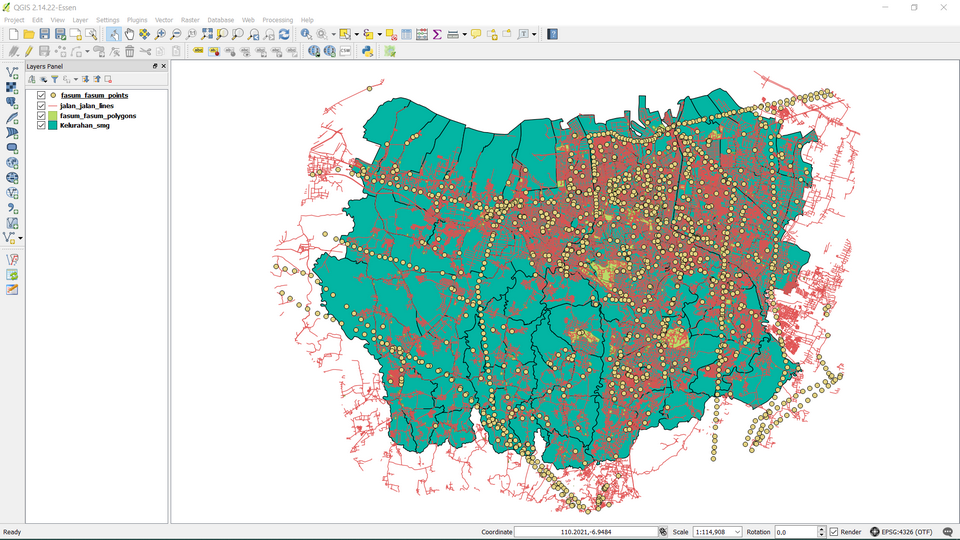 QGIS 2.14.22-Essen
Project Edit View Layer Settings Plugins Vector Raster Database Web Processing Help
Layers Panel
fasum_fasum_points
jalan_jalan_lines
fasum_fasum_polygons
Kelurahan_smg
Ready Coordinate 110.2021,-6.9484 Scale 1:114,908 Rotation 0.0 Render EPSG:4326 (OTF)